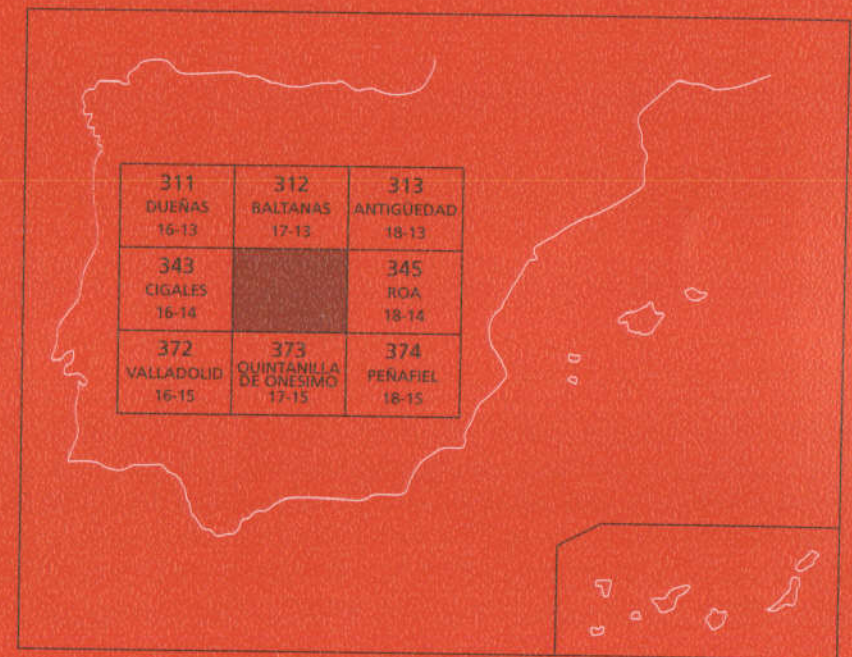 311
DUEÑAS
16-13
312
BALTANAS
17-13
313
ANTIGÜEDAD
18-13
343
CIGALES
16-14
345
ROA
18-14
372
VALLADOLID
16-15
373
QUINTANILLA
DE ONESIMO
17-15
374
PEÑAFIEL
18-15